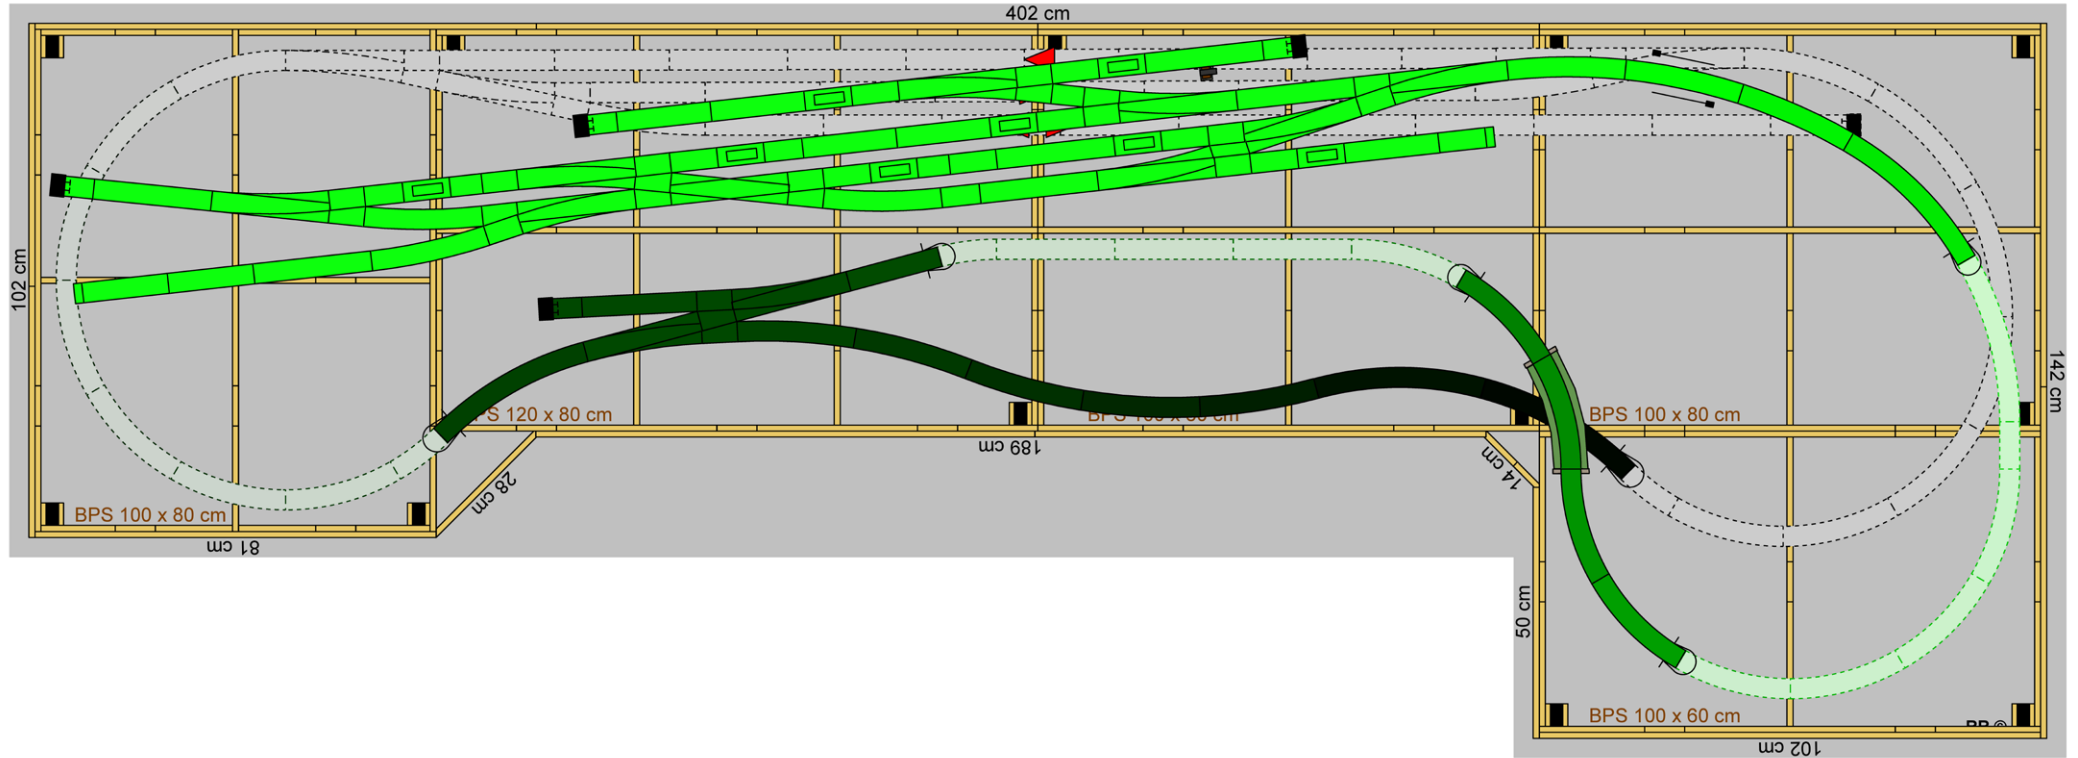 402 cm
102 cm
142 cm
PS 120 x 80 cm
BPS 100 x 80 cm
189 cm
14 cm
28 cm
BPS 100 x 80 cm
81 cm
50 cm
BPS 100 x 60 cm
102 cm